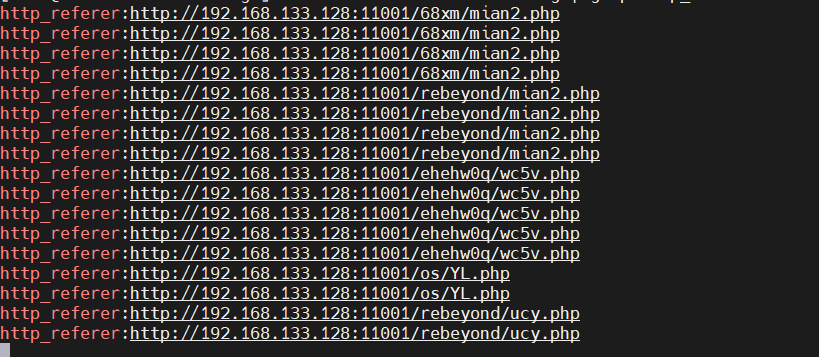 http_referer:http://192.168.133.128:11001/68xm/mian2.php
http_referer:http://192.168.133.128:11001/68xm/mian2.php
http_referer:http://192.168.133.128:11001/68xm/mian2.php
http_referer:http://192.168.133.128:11001/68xm/mian2.php
http_referer:http://192.168.133.128:11001/rebeyond/mian2.php
http_referer:http://192.168.133.128:11001/rebeyond/mian2.php
http_referer:http://192.168.133.128:11001/rebeyond/mian2.php
http_referer:http://192.168.133.128:11001/rebeyond/mian2.php
http_referer:http://192.168.133.128:11001/ehehw0q/wc5v.php
http_referer:http://192.168.133.128:11001/ehehw0q/wc5v.php
http_referer:http://192.168.133.128:11001/ehehw0q/wc5v.php
http_referer:http://192.168.133.128:11001/ehehw0q/wc5v.php
http_referer:http://192.168.133.128:11001/ehehw0q/wc5v.php
http_referer:http://192.168.133.128:11001/os/YL.php
http_referer:http://192.168.133.128:11001/os/YL.php
http_referer:http://192.168.133.128:11001/rebeyond/ucy.php
http_referer:http://192.168.133.128:11001/rebeyond/ucy.php